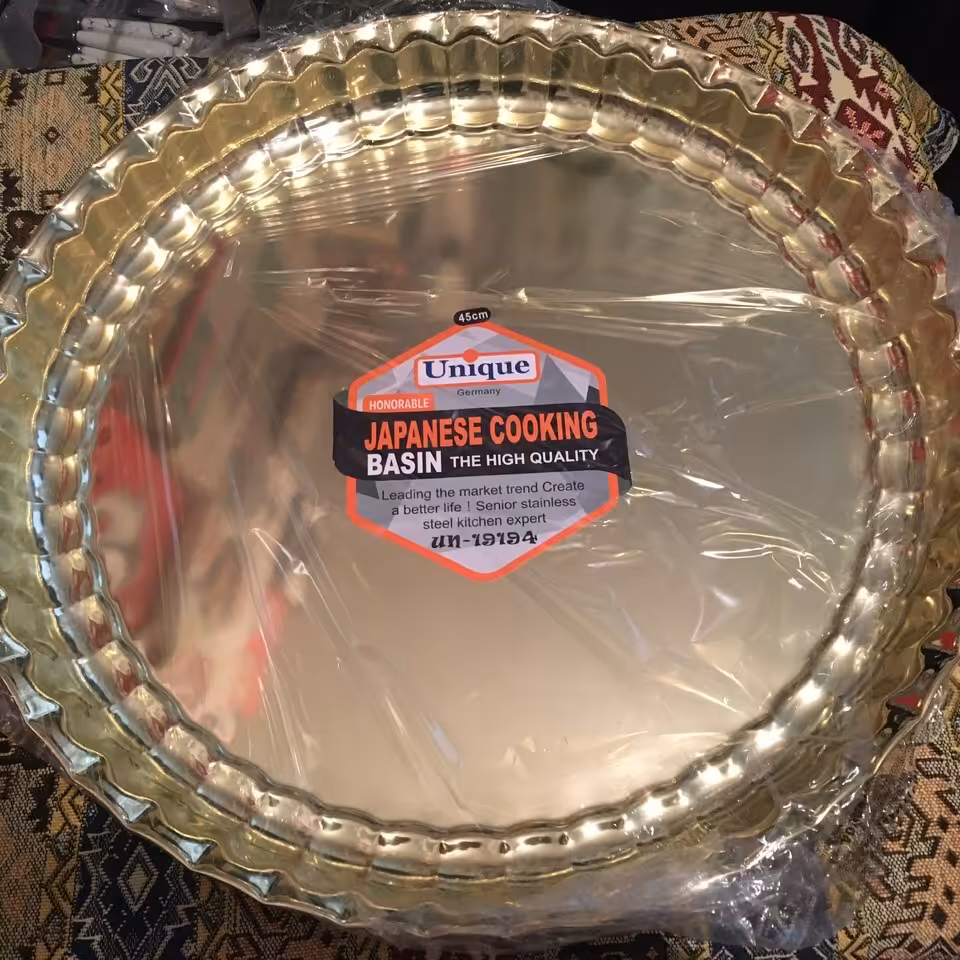 45cm
Unique
Germany
HONORABLE
JAPANESE COOKING
BASIN THE HIGH QUALITY
Leading the market trend Create
a better life ! Senior stainless
steel kitchen expert
un-19194